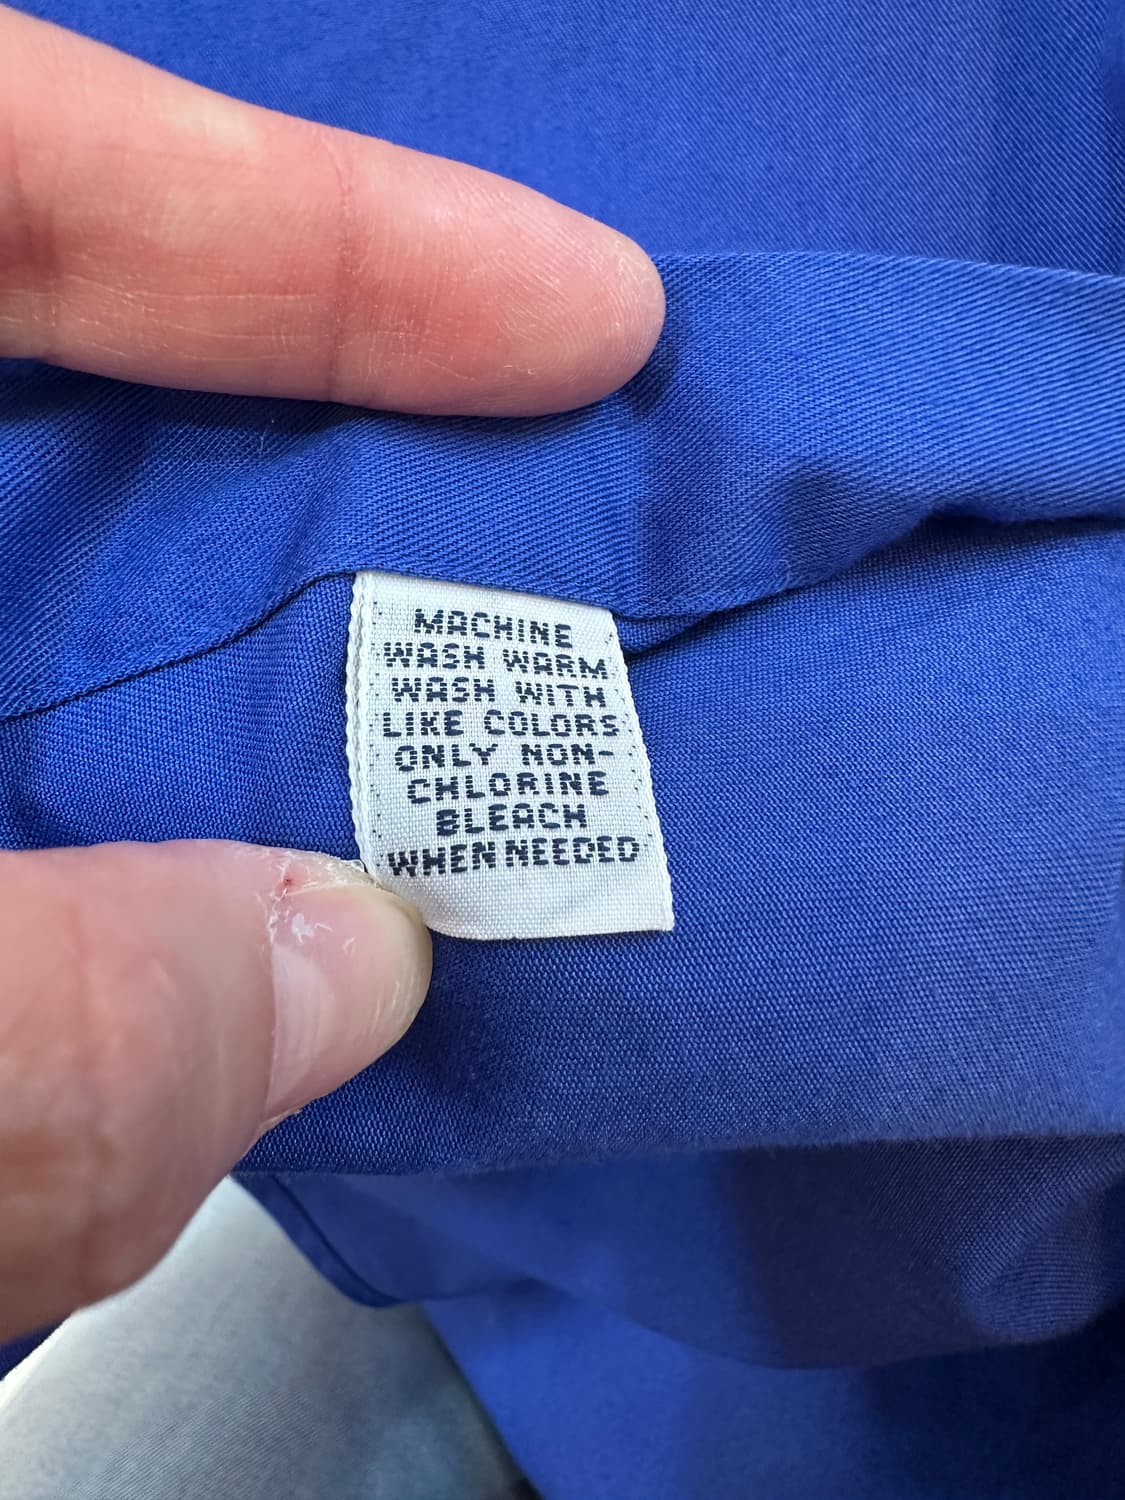 MACHINE
WASH WARM
WASH WITH
LIKE COLORS
ONLY NON-
CHLORINE
BLEACH
WHEN NEEDED